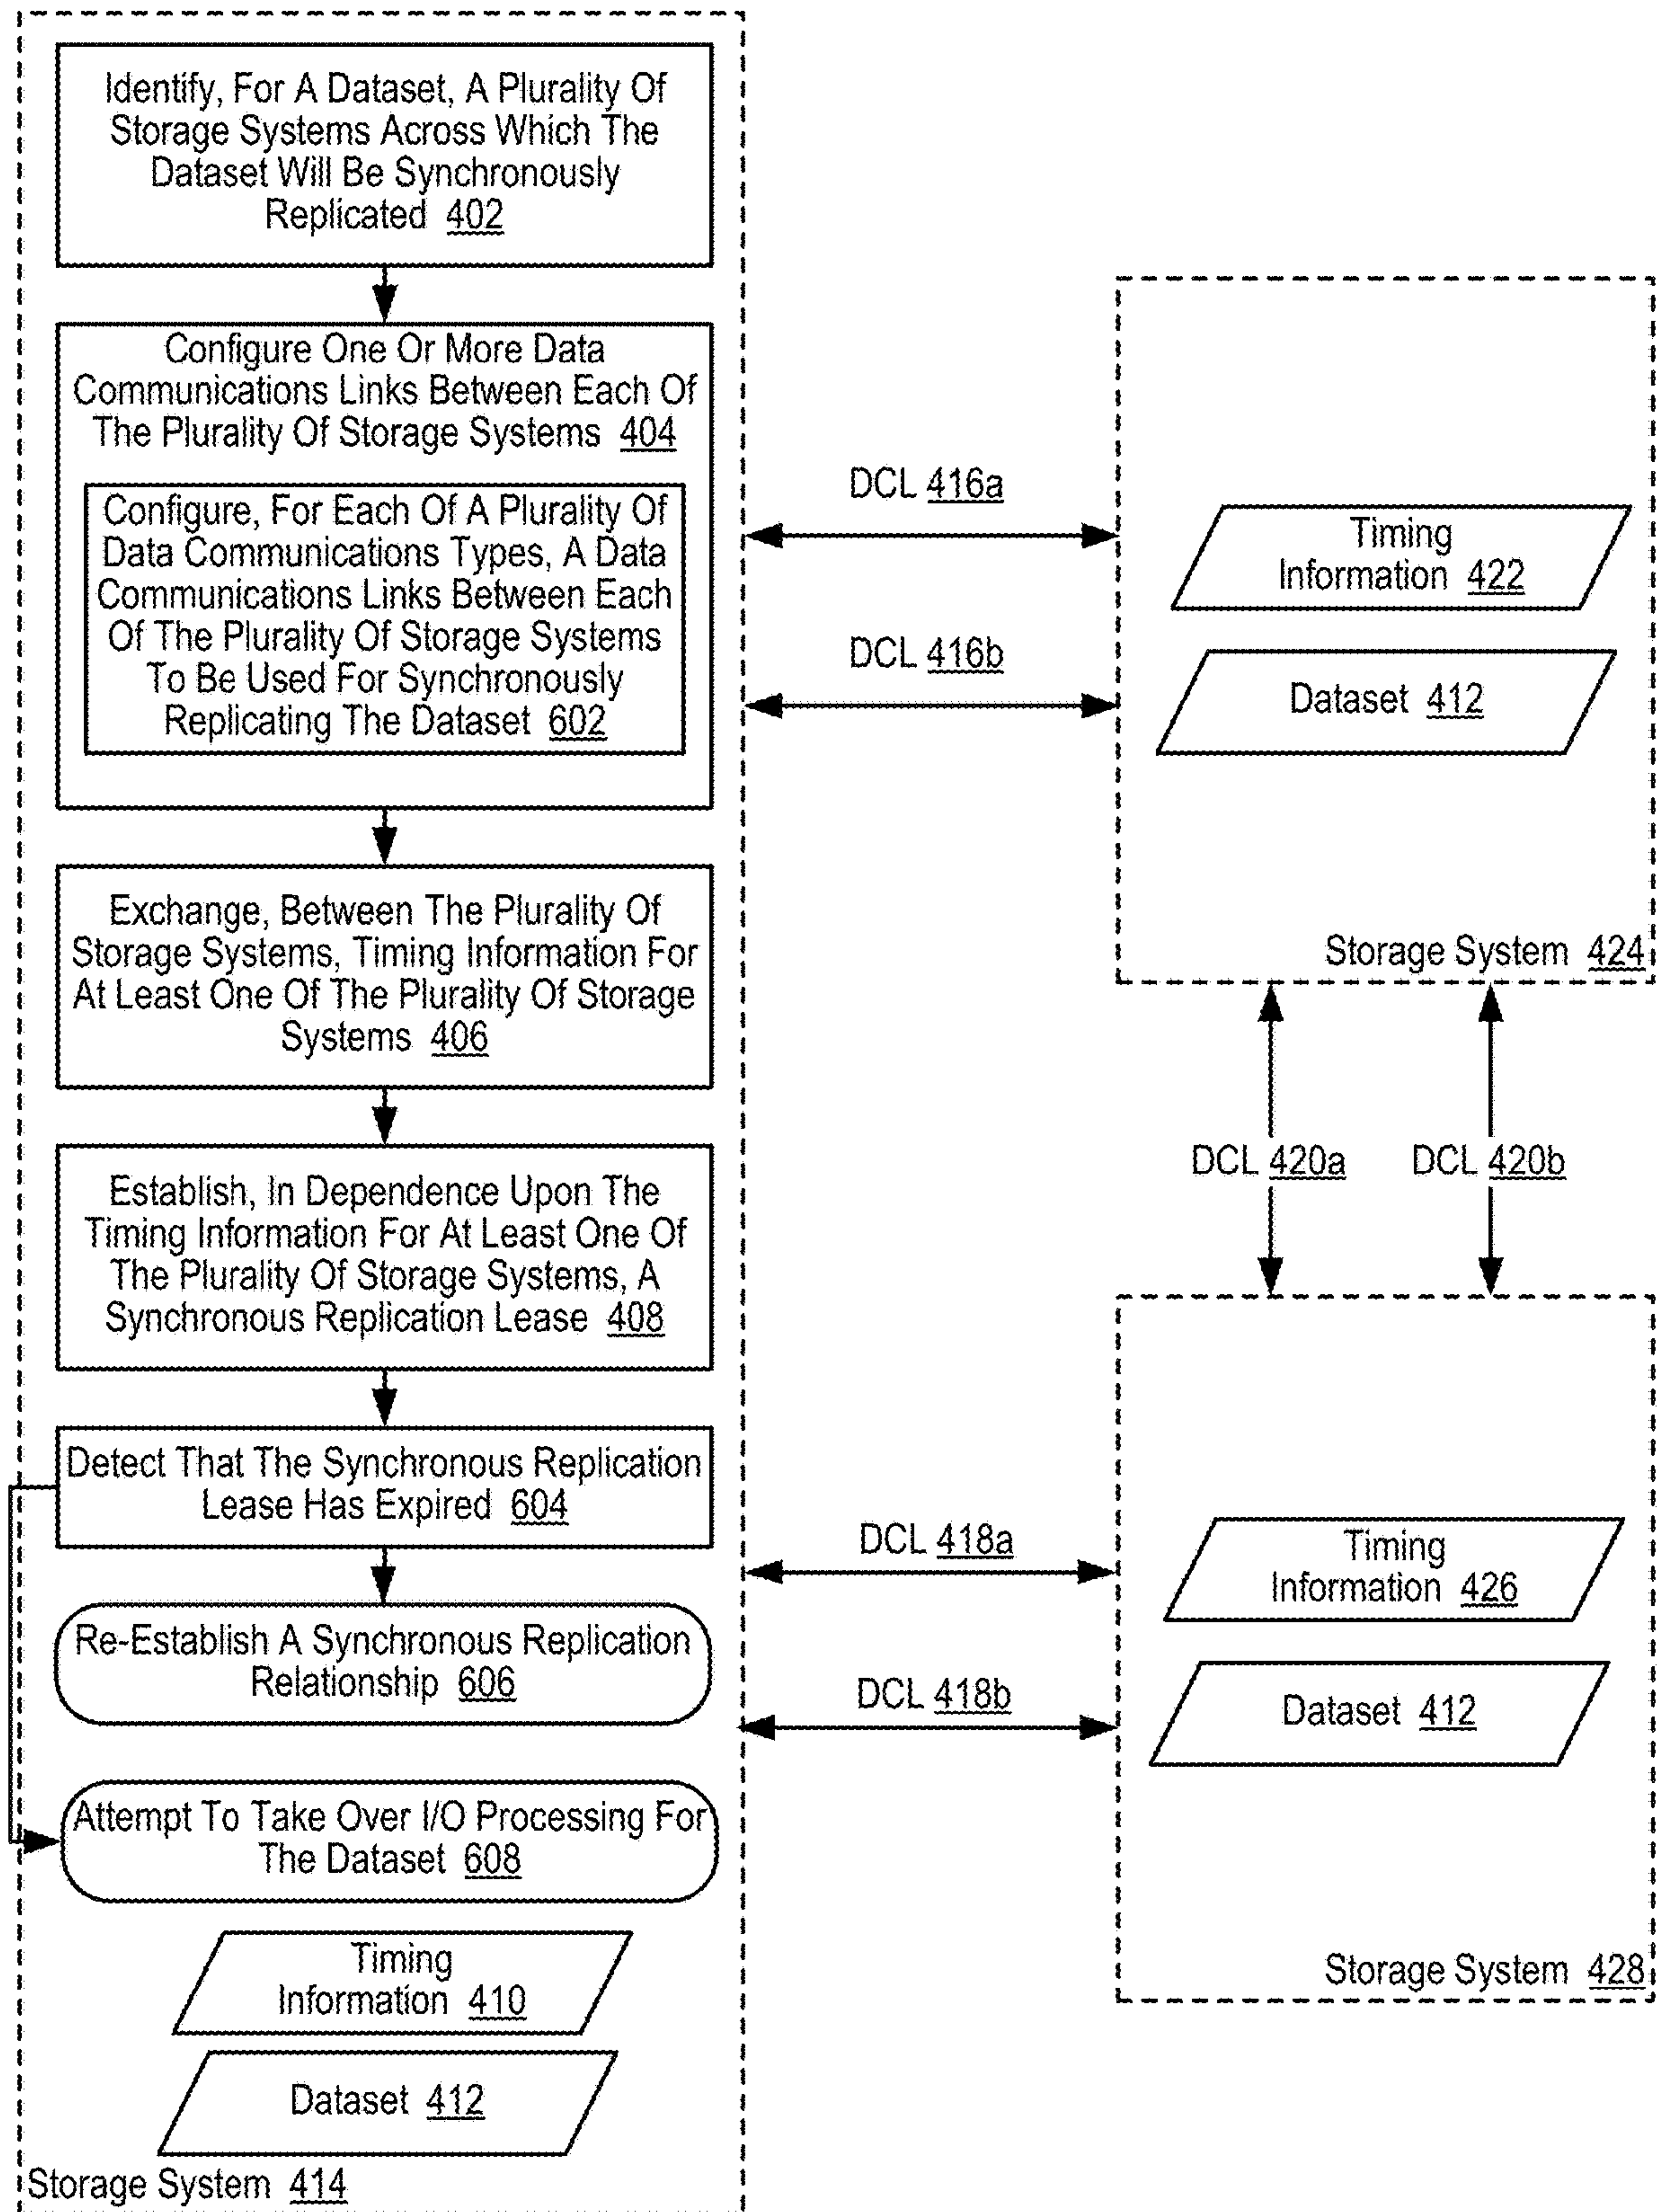 Identify, For A Dataset, A Plurality Of
Storage Systems Across Which The
Dataset Will Be Synchronously
Replicated 402
Configure One Or More Data
Communications Links Between Each Of
The Plurality Of Storage Systems 404
Configure, For Each Of A Plurality Of
Data Communications Types, A Data
Communications Links Between Each
Of The Plurality Of Storage Systems
To Be Used For Synchronously
Replicating The Dataset 602
Exchange, Between The Plurality Of
Storage Systems, Timing Information For
At Least One Of The Plurality Of Storage
Systems 406
Establish, In Dependence Upon The
Timing Information For At Least One Of
The Plurality Of Storage Systems, A
Synchronous Replication Lease 408
Detect That The Synchronous Replication
Lease Has Expired 604
Re-Establish A Synchronous Replication
Relationship 606
Attempt To Take Over I/O Processing For
The Dataset 608
Timing
Information 410
Dataset 412
Storage System 414
DCL 416a
DCL 416b
Timing
Information 422
Dataset 412
Storage System 424
DCL 420a
DCL 420b
DCL 418a
DCL 418b
Timing
Information 426
Dataset 412
Storage System 428